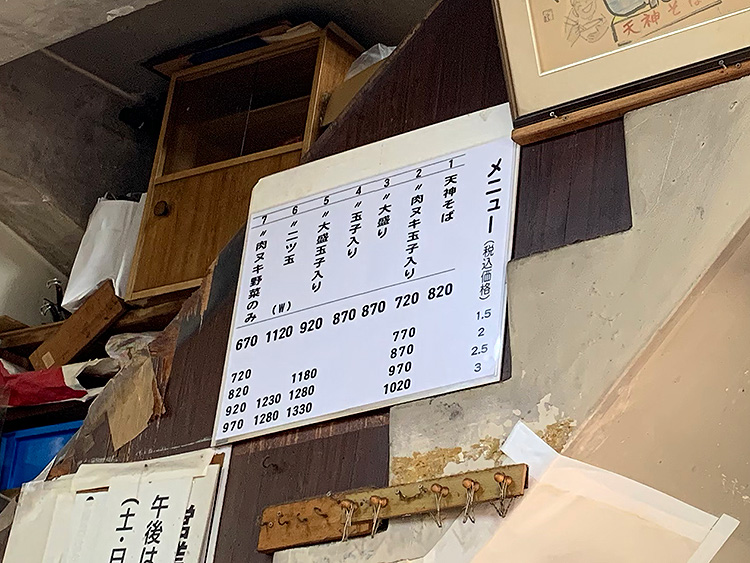 天神そば
メニュー（税込価格） 1.5 2 2.5 3
1 天神そば 820
2 〃肉ヌキ玉子入り 720 770 870 970 1020
3 〃大盛り 870
4 〃玉子入り 870
5 〃大盛玉子入り 920 1180 1280 1330
6 〃二ツ玉 (W) 1120 1230 1280
7 〃肉ヌキ野菜のみ 670 720 820 920 970
午後は
（土・日